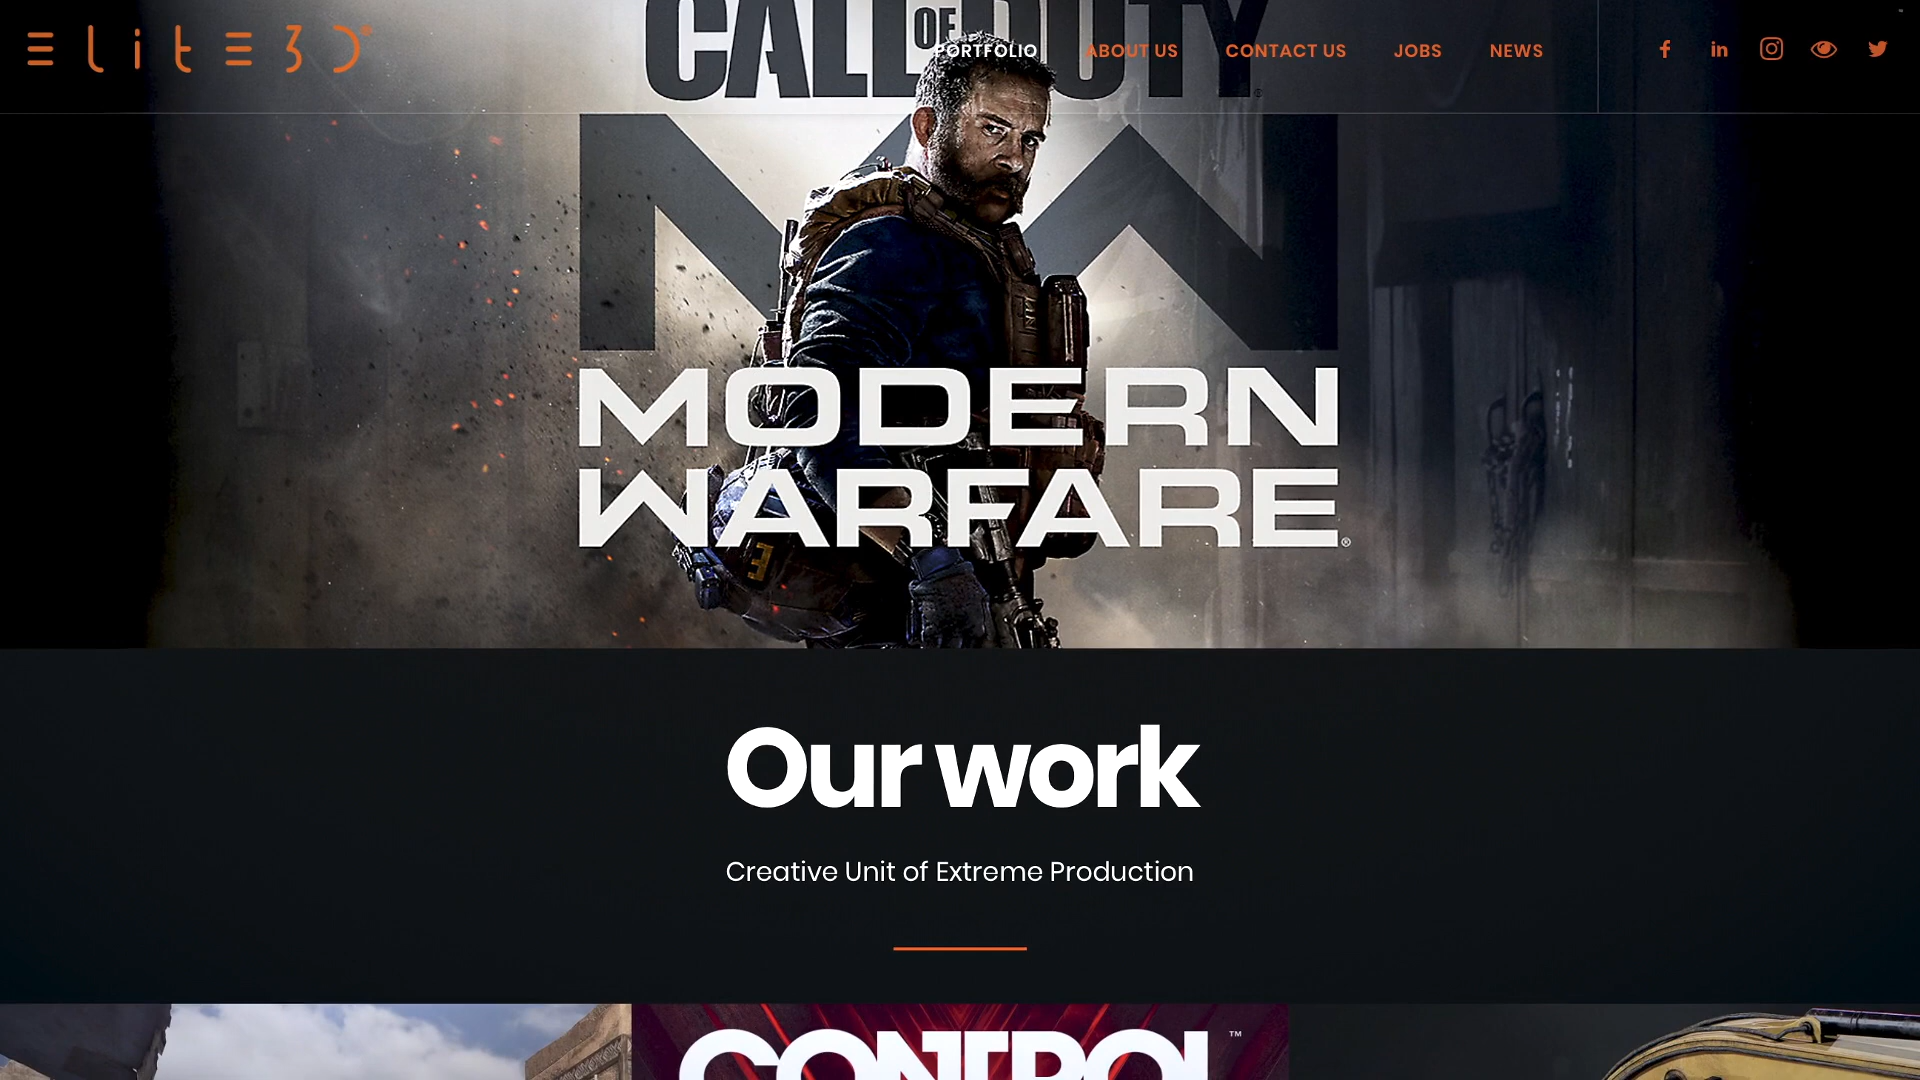 CALL OF DUTY
ELITE3D
PORTFOLIO
ABOUT US
CONTACT US
JOBS
NEWS
MODERN
WARFARE®
Our work
Creative Unit of Extreme Production
CONTROL™